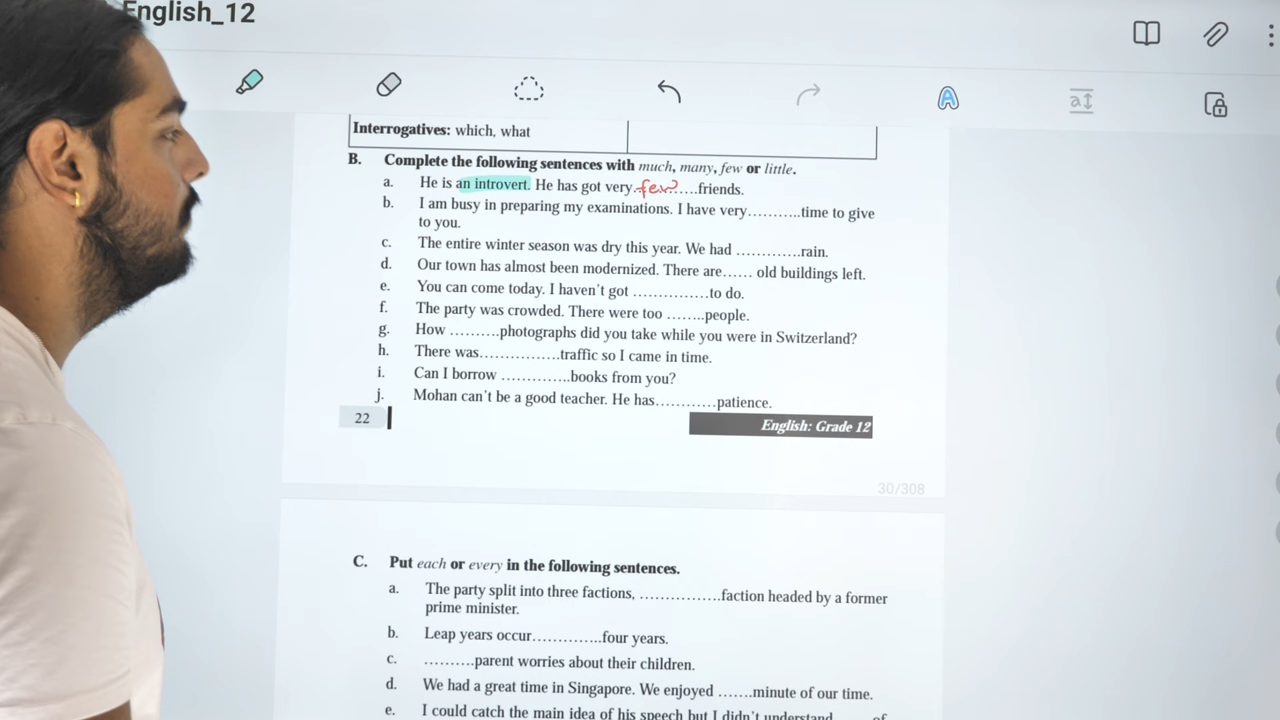 English_12
Interrogatives: which, what
B. Complete the following sentences with much, many, few or little.
a. He is an introvert. He has got very..few.....friends.
b. I am busy in preparing my examinations. I have very...........time to give
to you.
c. The entire winter season was dry this year. We had .............rain.
d. Our town has almost been modernized. There are...... old buildings left.
e. You can come today. I haven't got ...............to do.
f. The party was crowded. There were too ........people.
g. How ..........photographs did you take while you were in Switzerland?
h. There was................traffic so I came in time.
i. Can I borrow ..............books from you?
j. Mohan can't be a good teacher. He has............patience.
22
English: Grade 12
30/308
C. Put each or every in the following sentences.
a. The party split into three factions, ................faction headed by a former
prime minister.
b. Leap years occur..............four years.
c. ..........parent worries about their children.
d. We had a great time in Singapore. We enjoyed .......minute of our time.
e. I could catch the main idea of his speech but I didn't understand ...... of